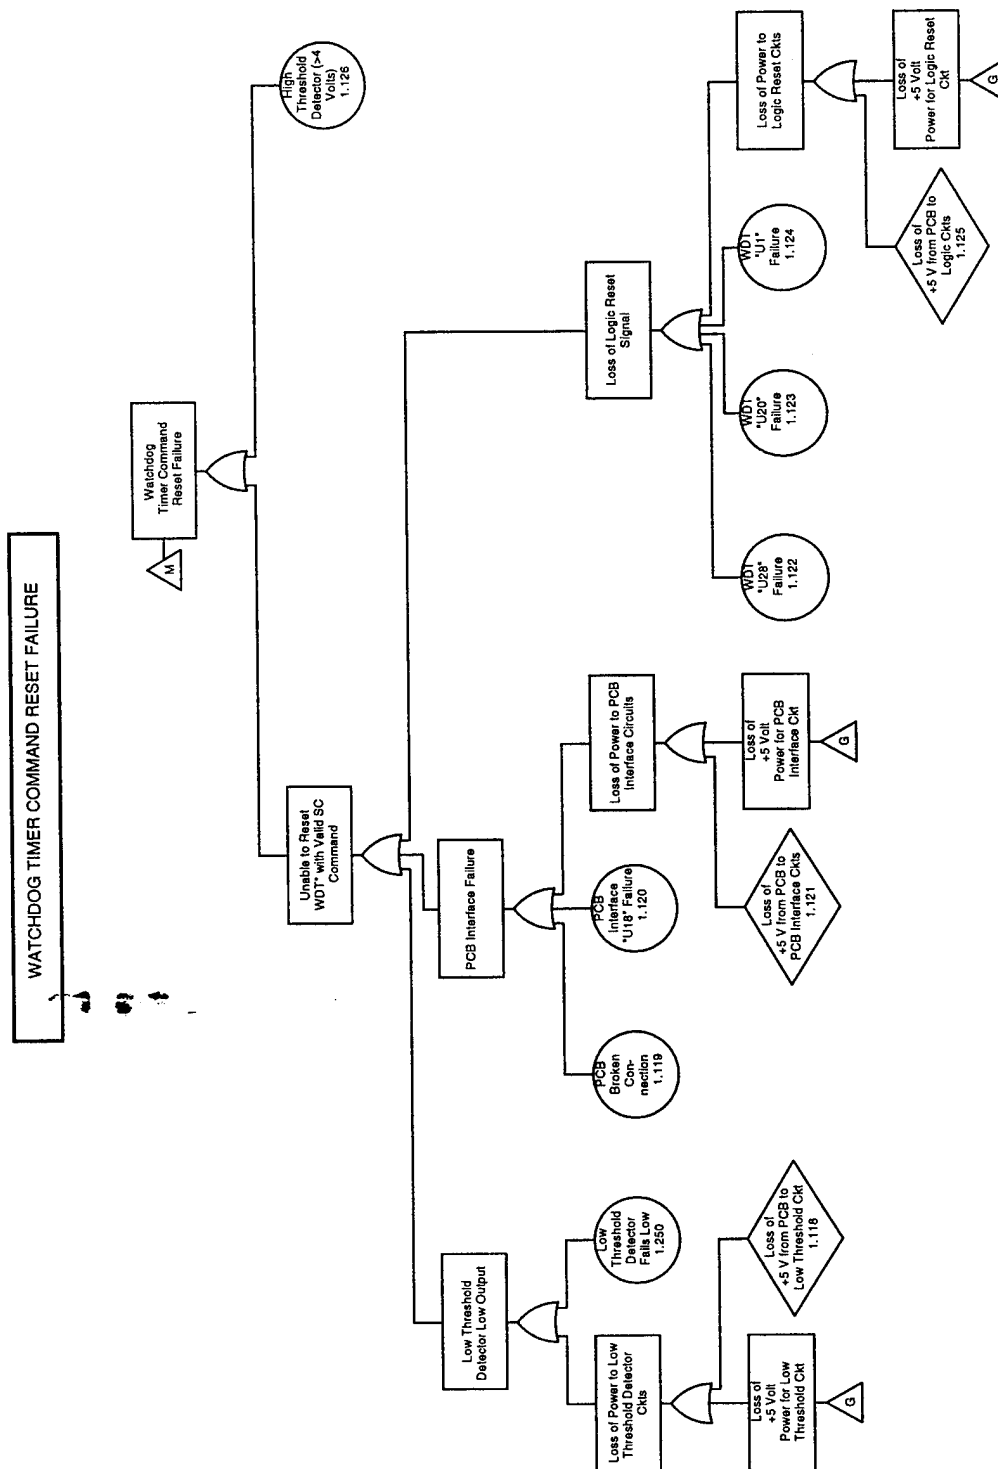 WATCHDOG TIMER COMMAND RESET FAILURE
M
Watchdog
Timer Command
Reset Failure
High
Threshold
Detector (>4
Volts)
1.126
Unable to Reset
WDT* with Valid SC
Command
Low Threshold
Detector Low Output
PCB Interface Failure
Loss of Logic Reset
Signal
Loss of Power to Low
Threshold Detector
Ckts
Low
Threshold
Detector
Fails Low
1.250
PCB
Broken
Con-
nection
1.119
PCB
Interface
"U18" Failure
1.120
Loss of Power to PCB
Interface Circuits
WDT
"U28"
Failure
1.122
WDT
"U20"
Failure
1.123
WDT
"U1"
Failure
1.124
Loss of Power to
Logic Reset Ckts
Loss of
+5 Volt
Power for Low
Threshold Ckt
G
Loss of
+5 V from PCB to
Low Threshold Ckt
1.118
Loss of
+5 V from PCB to
PCB Interface Ckts
1.121
Loss of
+5 Volt
Power for PCB
Interface Ckt
G
Loss of
+5 V from PCB to
Logic Ckts
1.125
Loss of
+5 Volt
Power for Logic Reset
Ckt
G